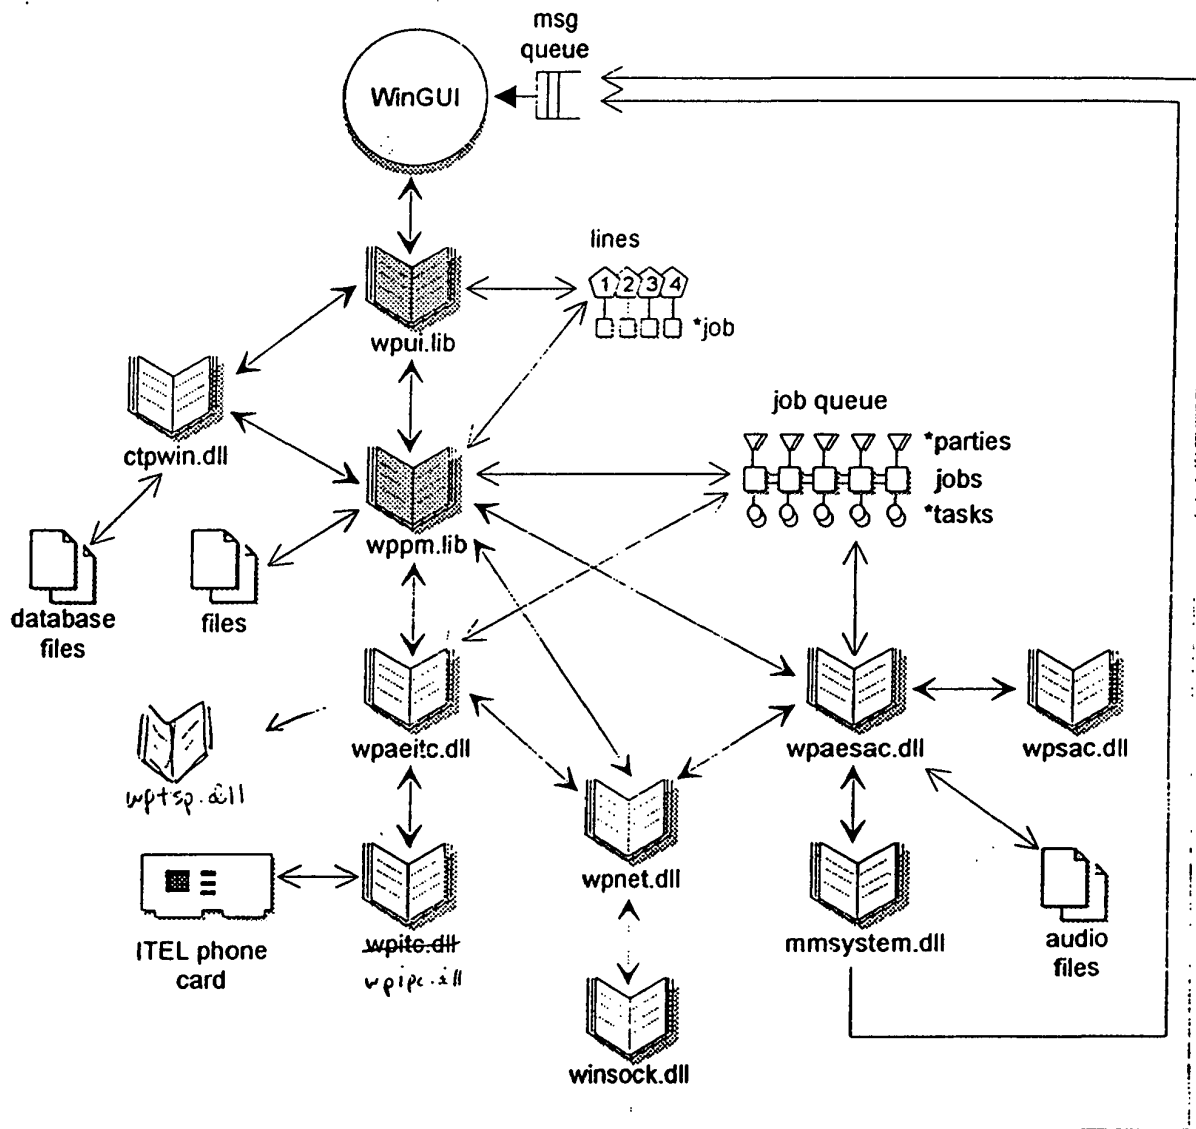 msg
queue
WinGUI
lines
1 2 3 4
*job
wpui.lib
job queue
*parties
jobs
*tasks
ctpwin.dll
wppm.lib
database
files
files
wpaeitc.dll
wpaesac.dll
wpsac.dll
wptsp.dll
wpnet.dll
ITEL phone
card
wpitc.dll
wpipc.dll
mmsystem.dll
audio
files
winsock.dll